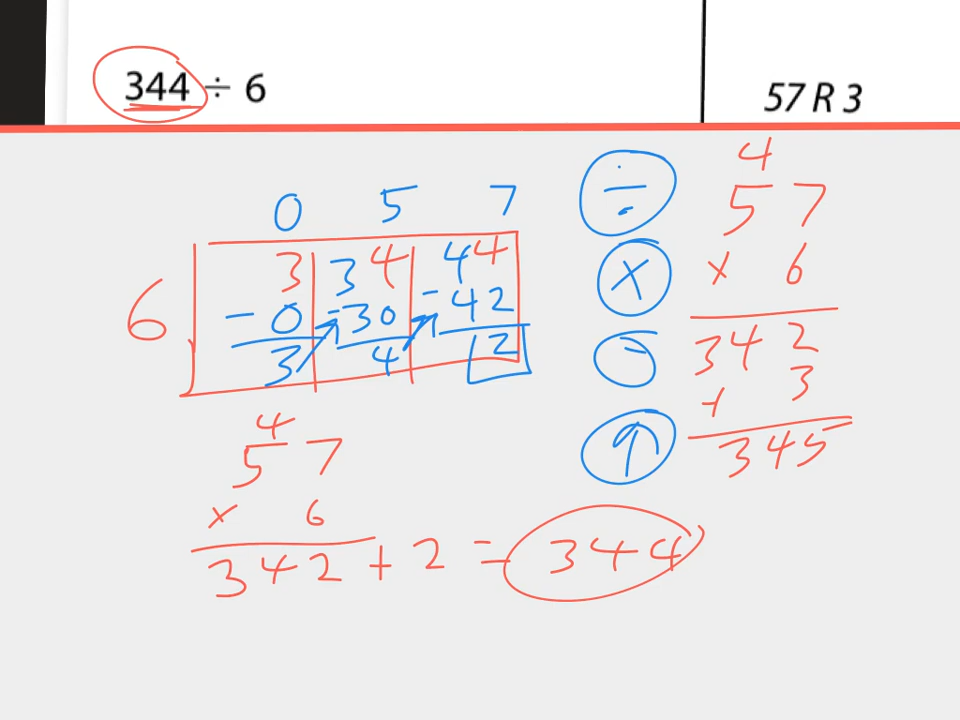 344 ÷ 6
57 R 3
0 5 7
6 3 34 44
- 0 - 30 - 42
3 4 2
÷
×
-
↑
4
57
× 6
342
+ 3
345
4
57
× 6
342 + 2 = 344